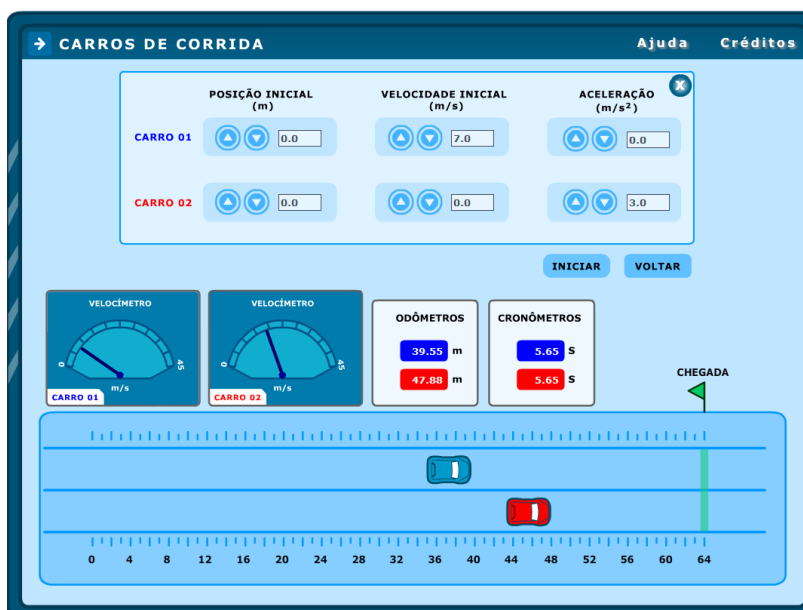 CARROS DE CORRIDA
Ajuda Créditos
X
POSIÇÃO INICIAL (m)
VELOCIDADE INICIAL (m/s)
ACELERAÇÃO (m/s²)
CARRO 01 0.0 7.0 0.0
CARRO 02 0.0 0.0 3.0
INICIAR VOLTAR
VELOCÍMETRO
0 45
m/s
CARRO 01
VELOCÍMETRO
0 45
m/s
CARRO 02
ODÔMETROS
39.55 m
47.88 m
CRONÔMETROS
5.65 S
5.65 S
CHEGADA
0 4 8 12 16 20 24 28 32 36 40 44 48 52 56 60 64